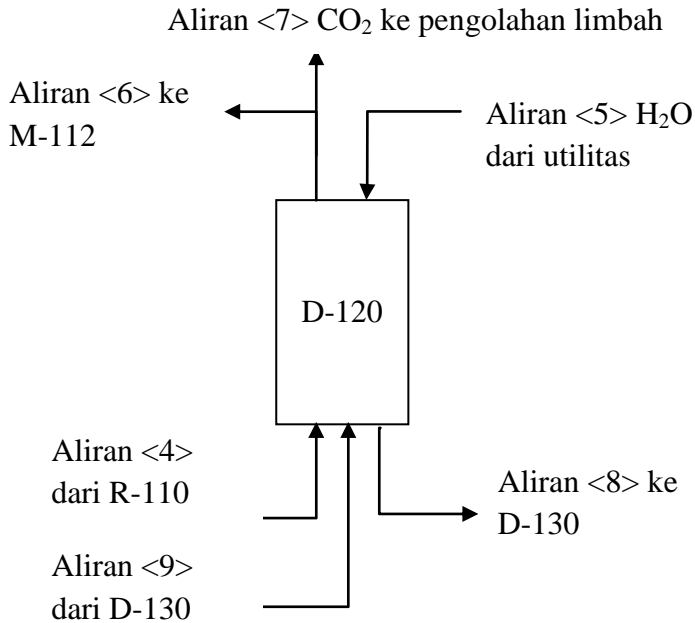 Aliran <7> CO₂ ke pengolahan limbah
Aliran <6> ke
M-112
Aliran <5> H₂O
dari utilitas
D-120
Aliran <4>
dari R-110
Aliran <8> ke
D-130
Aliran <9>
dari D-130